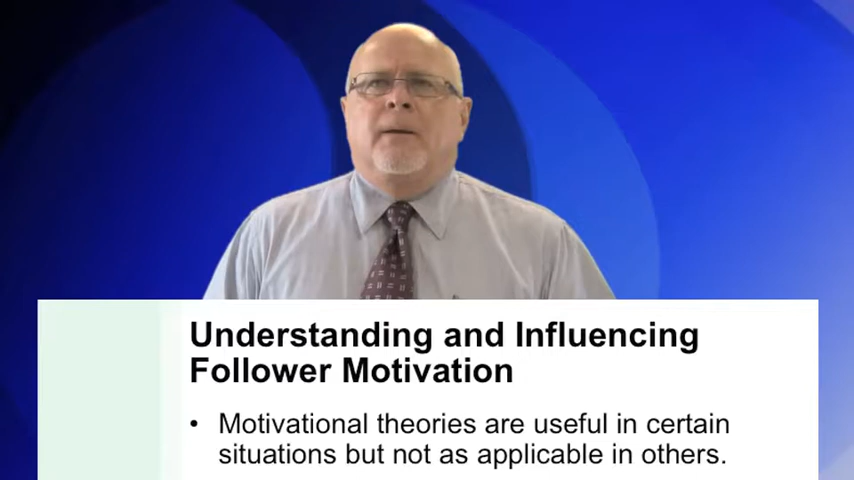 Understanding and Influencing
Follower Motivation
• Motivational theories are useful in certain
situations but not as applicable in others.